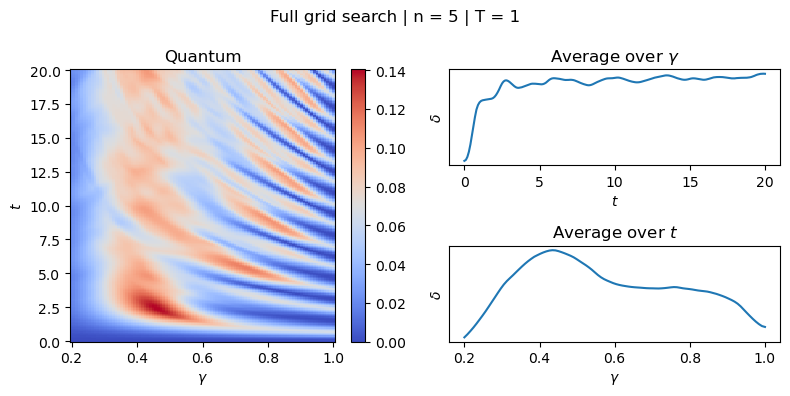 Full grid search | n = 5 | T = 1
Quantum
t
20.0
17.5
15.0
12.5
10.0
7.5
5.0
2.5
0.0
0.2 0.4 0.6 0.8 1.0
γ
0.14
0.12
0.10
0.08
0.06
0.04
0.02
0.00
Average over γ
δ
0 5 10 15 20
t
Average over t
δ
0.2 0.4 0.6 0.8 1.0
γ